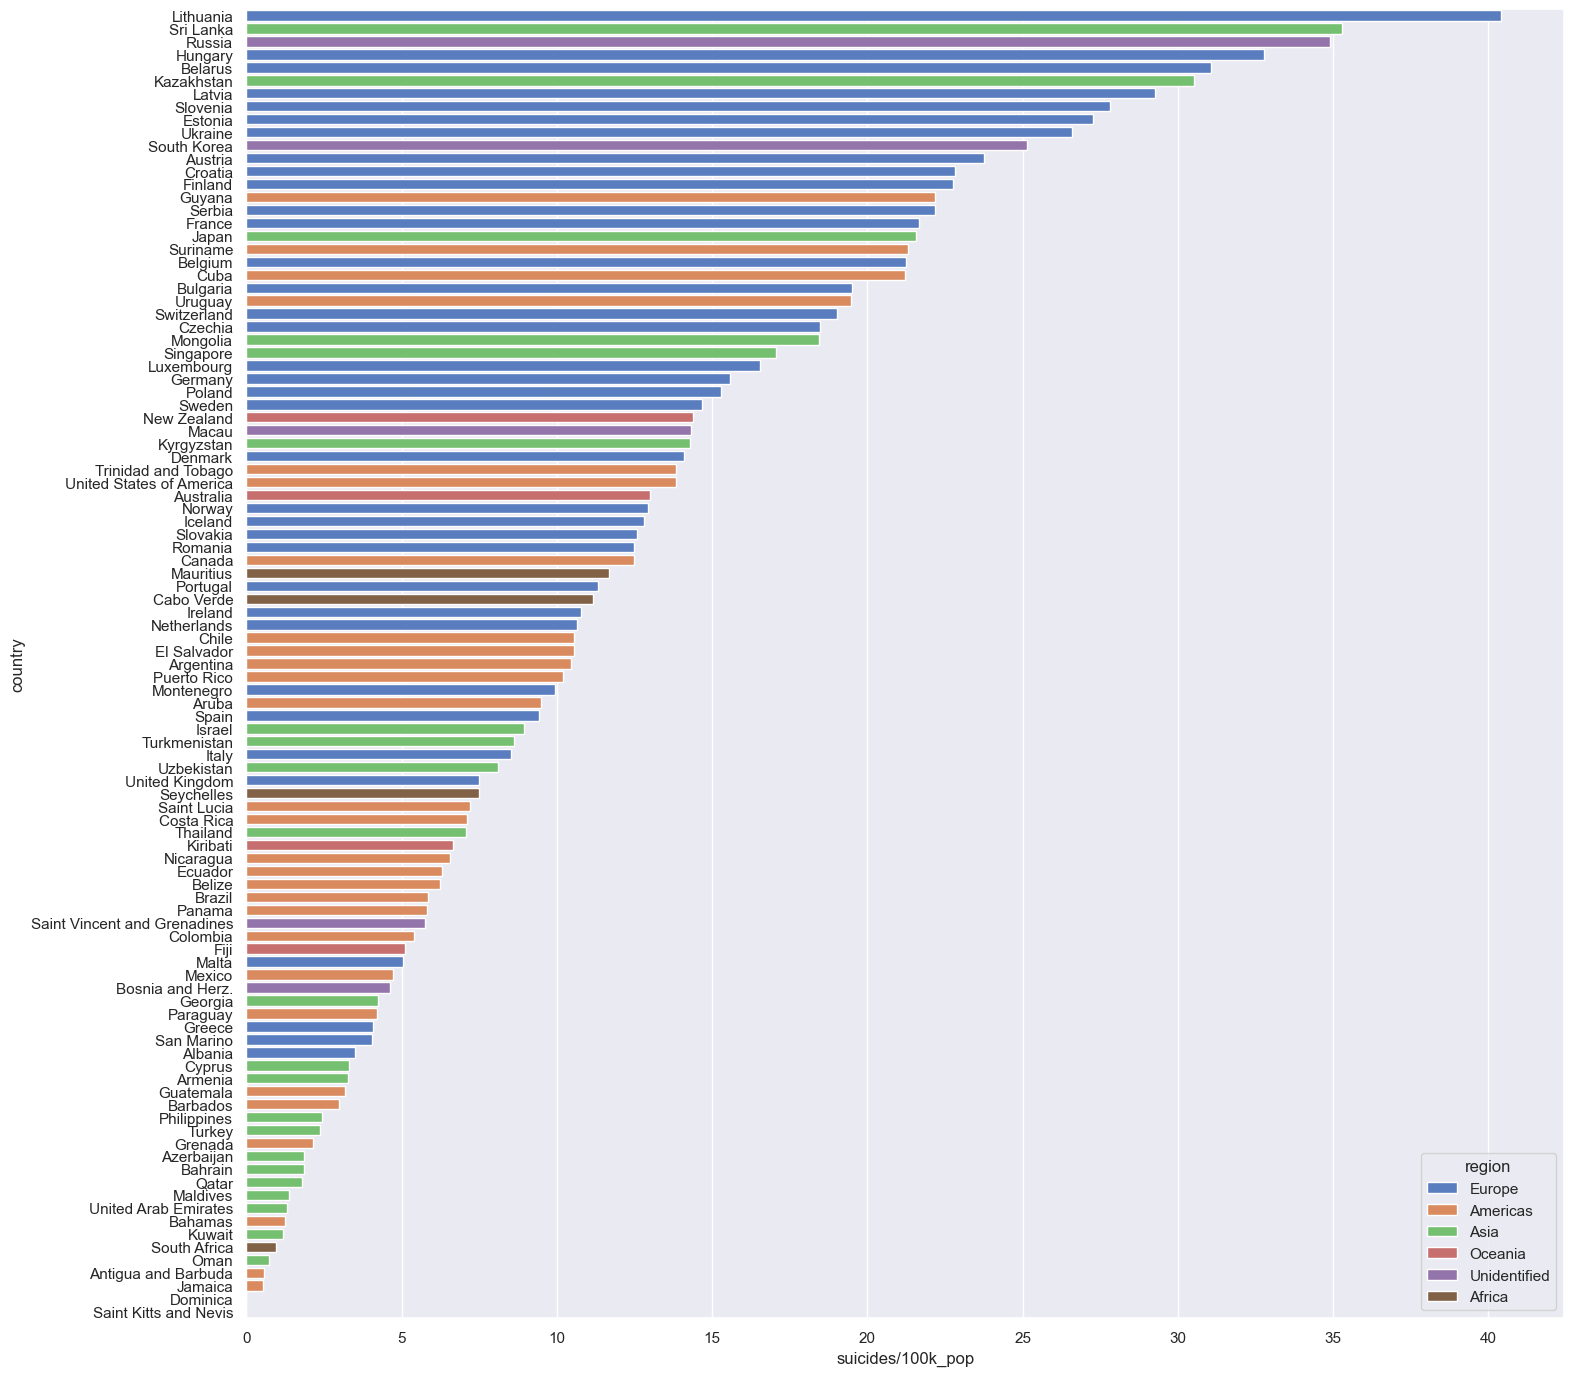 Lithuania
Sri Lanka
Russia
Hungary
Belarus
Kazakhstan
Latvia
Slovenia
Estonia
Ukraine
South Korea
Austria
Croatia
Finland
Guyana
Serbia
France
Japan
Suriname
Belgium
Cuba
Bulgaria
Uruguay
Switzerland
Czechia
Mongolia
Singapore
Luxembourg
Germany
Poland
Sweden
New Zealand
Macau
Kyrgyzstan
Denmark
Trinidad and Tobago
United States of America
Australia
Norway
Iceland
Slovakia
Romania
Canada
Mauritius
Portugal
Cabo Verde
Ireland
Netherlands
Chile
El Salvador
Argentina
Puerto Rico
Montenegro
Aruba
Spain
Israel
Turkmenistan
Italy
Uzbekistan
United Kingdom
Seychelles
Saint Lucia
Costa Rica
Thailand
Kiribati
Nicaragua
Ecuador
Belize
Brazil
Panama
Saint Vincent and Grenadines
Colombia
Fiji
Malta
Mexico
Bosnia and Herz.
Georgia
Paraguay
Greece
San Marino
Albania
Cyprus
Armenia
Guatemala
Barbados
Philippines
Turkey
Grenada
Azerbaijan
Bahrain
Qatar
Maldives
United Arab Emirates
Bahamas
Kuwait
South Africa
Oman
Antigua and Barbuda
Jamaica
Dominica
Saint Kitts and Nevis
country
0 5 10 15 20 25 30 35 40
suicides/100k_pop
region
Europe
Americas
Asia
Oceania
Unidentified
Africa